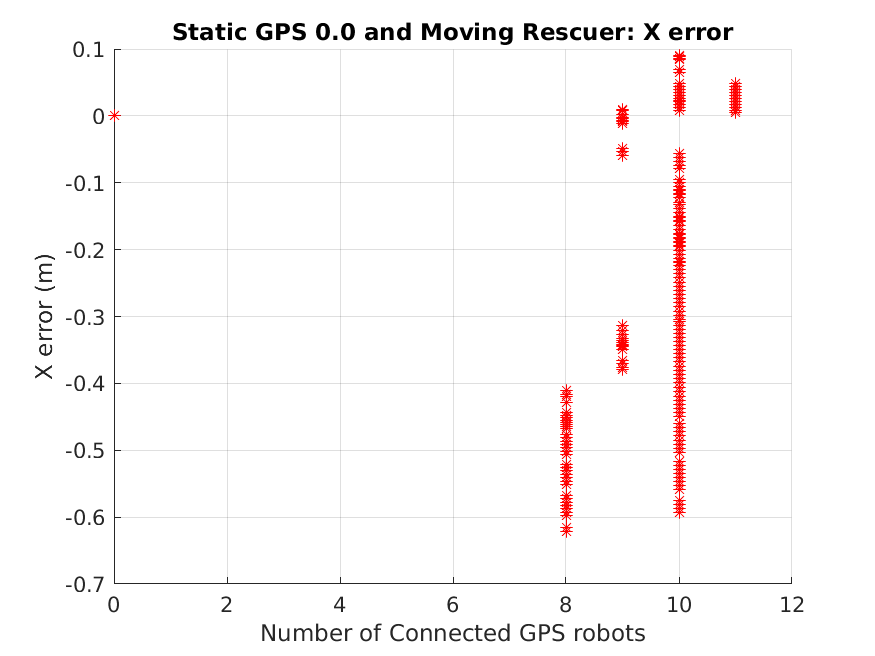 Static GPS 0.0 and Moving Rescuer: X error
0.1
0
-0.1
-0.2
-0.3
-0.4
-0.5
-0.6
-0.7
X error (m)
0 2 4 6 8 10 12
Number of Connected GPS robots